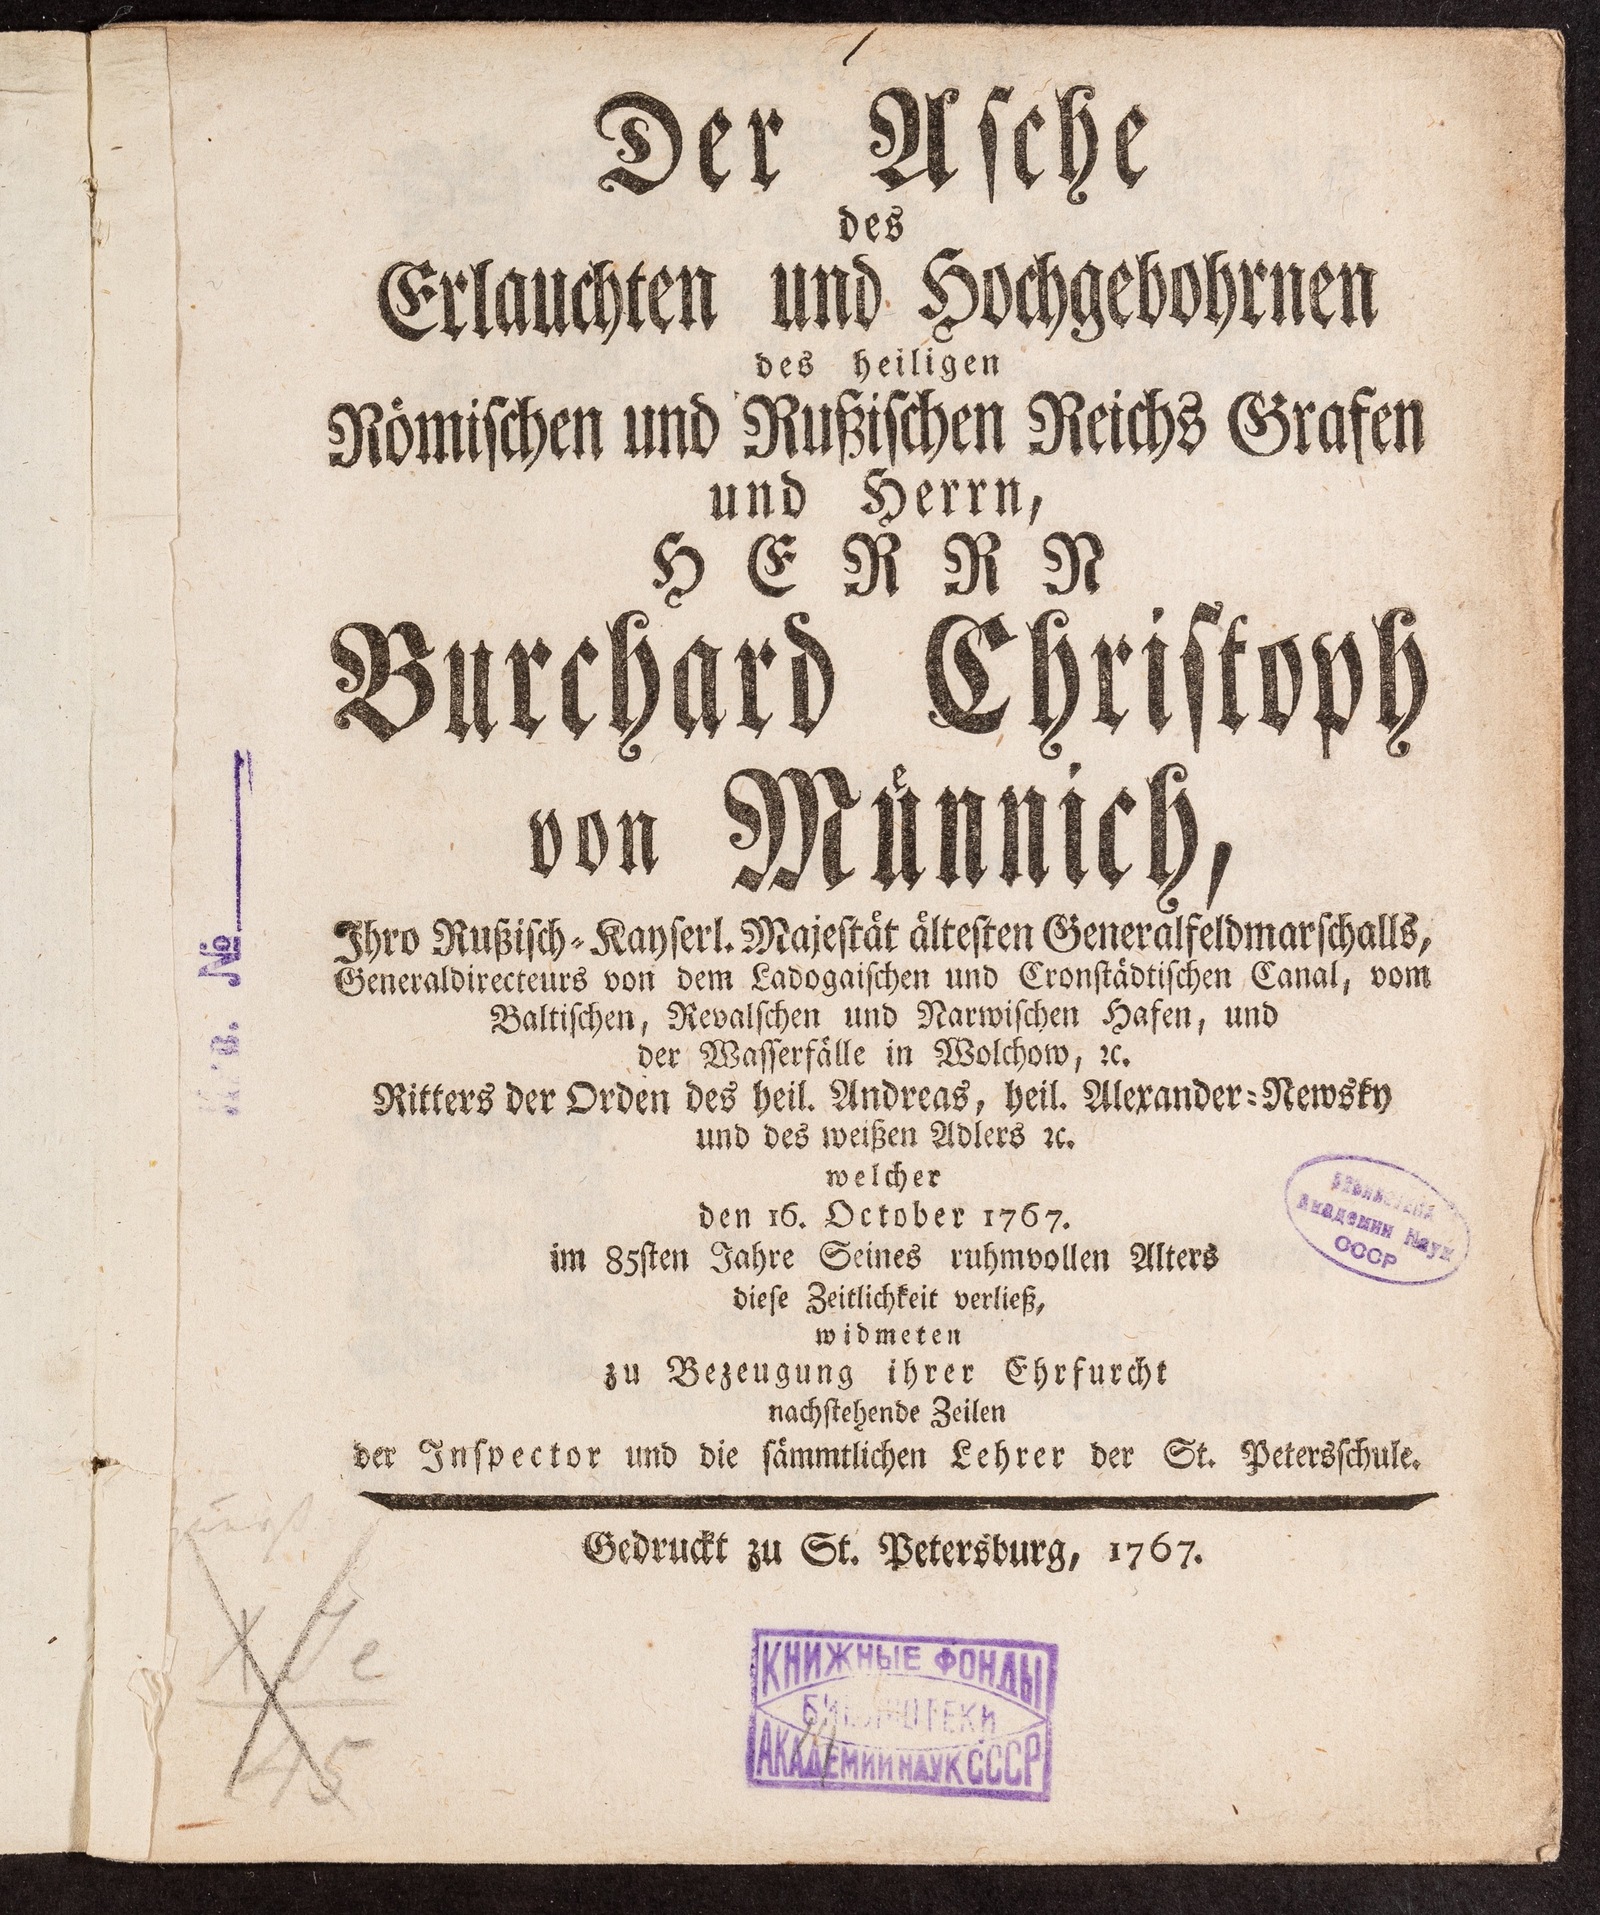 Der Asche
des
Erlauchten und Hochgebohrnen
des heiligen
Römischen und Rußischen Reichs Grafen
und Herrn,
HERRN
Burchard Christoph
von Münnich,
Ihro Rußisch-Kayserl. Majestät ältesten Generalfeldmarschalls,
Generaldirecteurs von dem Ladogaischen und Cronstädtischen Canal, vom
Baltischen, Revalschen und Narwischen Hafen, und
der Wasserfälle in Wolchow, ꝛc.
Ritters der Orden des heil. Andreas, heil. Alexander-Newsky
und des weißen Adlers ꝛc.
welcher
den 16. October 1767.
im 85sten Jahre Seines ruhmvollen Alters
diese Zeitlichkeit verließ,
widmeten
zu Bezeugung ihrer Ehrfurcht
nachstehende Zeilen
der Inspector und die sämmtlichen Lehrer der St. Petersschule.
Gedruckt zu St. Petersburg, 1767.
№
БИБЛИОТЕКА
Академии Наук
СССР
КНИЖНЫЕ ФОНДЫ
БИБЛИОТЕКИ
АКАДЕМИИ НАУК СССР
45